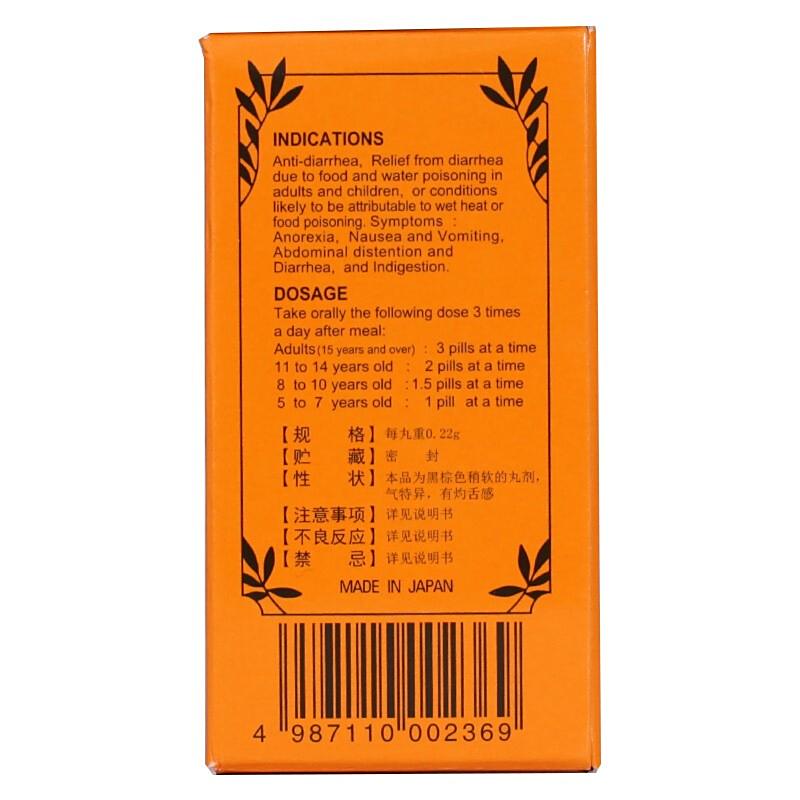 INDICATIONS
Anti-diarrhea, Relief from diarrhea
due to food and water poisoning in
adults and children, or conditions
likely to be attributable to wet heat or
food poisoning. Symptoms :
Anorexia, Nausea and Vomiting,
Abdominal distention and
Diarrhea, and Indigestion.
DOSAGE
Take orally the following dose 3 times
a day after meal:
Adults (15 years and over) : 3 pills at a time
11 to 14 years old : 2 pills at a time
8 to 10 years old : 1.5 pills at a time
5 to 7 years old : 1 pill at a time
【规 格】每丸重0.22g
【贮 藏】密 封
【性 状】本品为黑棕色稍软的丸剂,
气特异, 有灼舌感
【注意事项】详见说明书
【不良反应】详见说明书
【禁 忌】详见说明书
MADE IN JAPAN
4 987110 002369